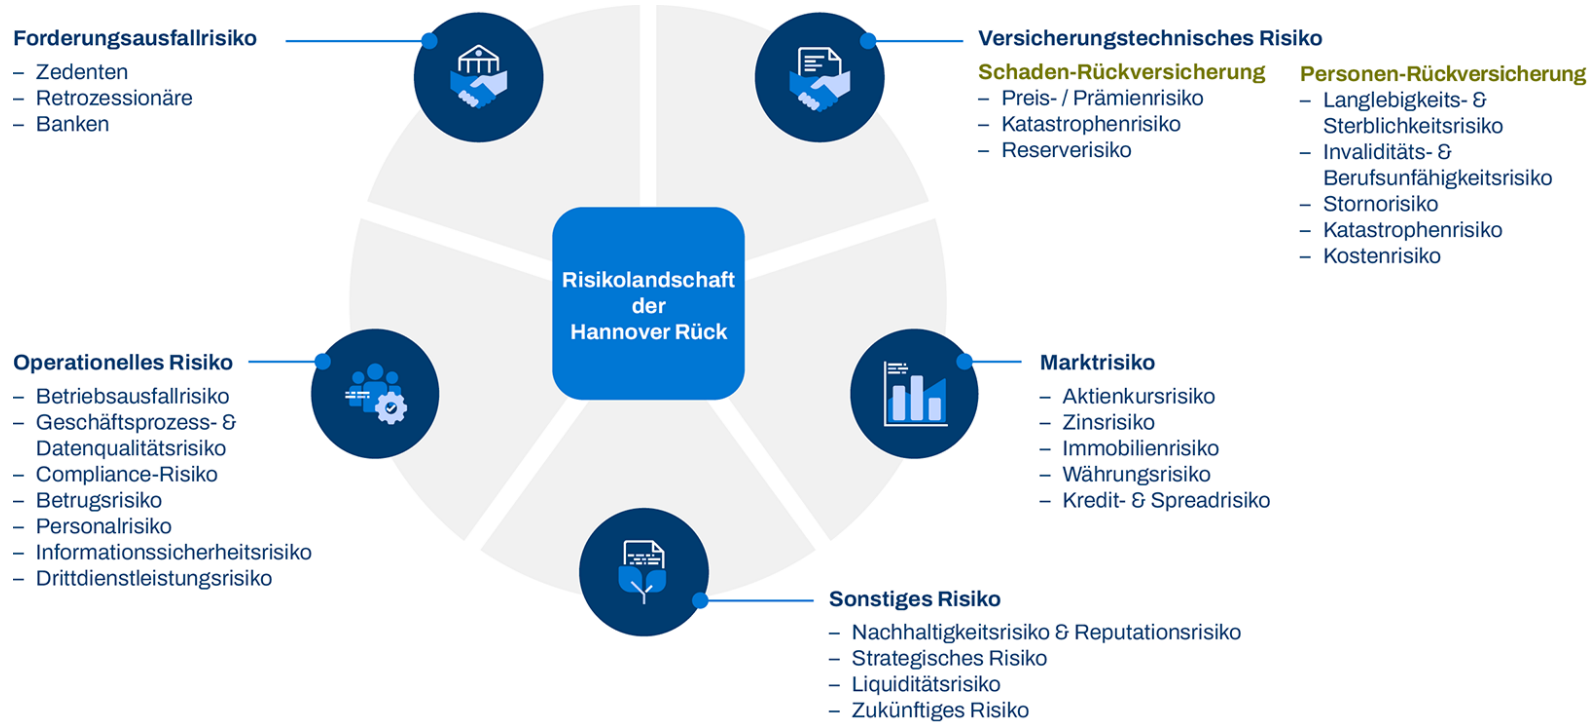 Forderungsausfallrisiko
– Zedenten
– Retrozessionäre
– Banken
Versicherungstechnisches Risiko
Schaden-Rückversicherung
– Preis- / Prämienrisiko
– Katastrophenrisiko
– Reserverisiko
Personen-Rückversicherung
– Langlebigkeits- &
Sterblichkeitsrisiko
– Invaliditäts- &
Berufsunfähigkeitsrisiko
– Stornorisiko
– Katastrophenrisiko
– Kostenrisiko
Risikolandschaft
der
Hannover Rück
Operationelles Risiko
– Betriebsausfallrisiko
– Geschäftsprozess- &
Datenqualitätsrisiko
– Compliance-Risiko
– Betrugsrisiko
– Personalrisiko
– Informationssicherheitsrisiko
– Drittdienstleistungsrisiko
Marktrisiko
– Aktienkursrisiko
– Zinsrisiko
– Immobilienrisiko
– Währungsrisiko
– Kredit- & Spreadrisiko
Sonstiges Risiko
– Nachhaltigkeitsrisiko & Reputationsrisiko
– Strategisches Risiko
– Liquiditätsrisiko
– Zukünftiges Risiko